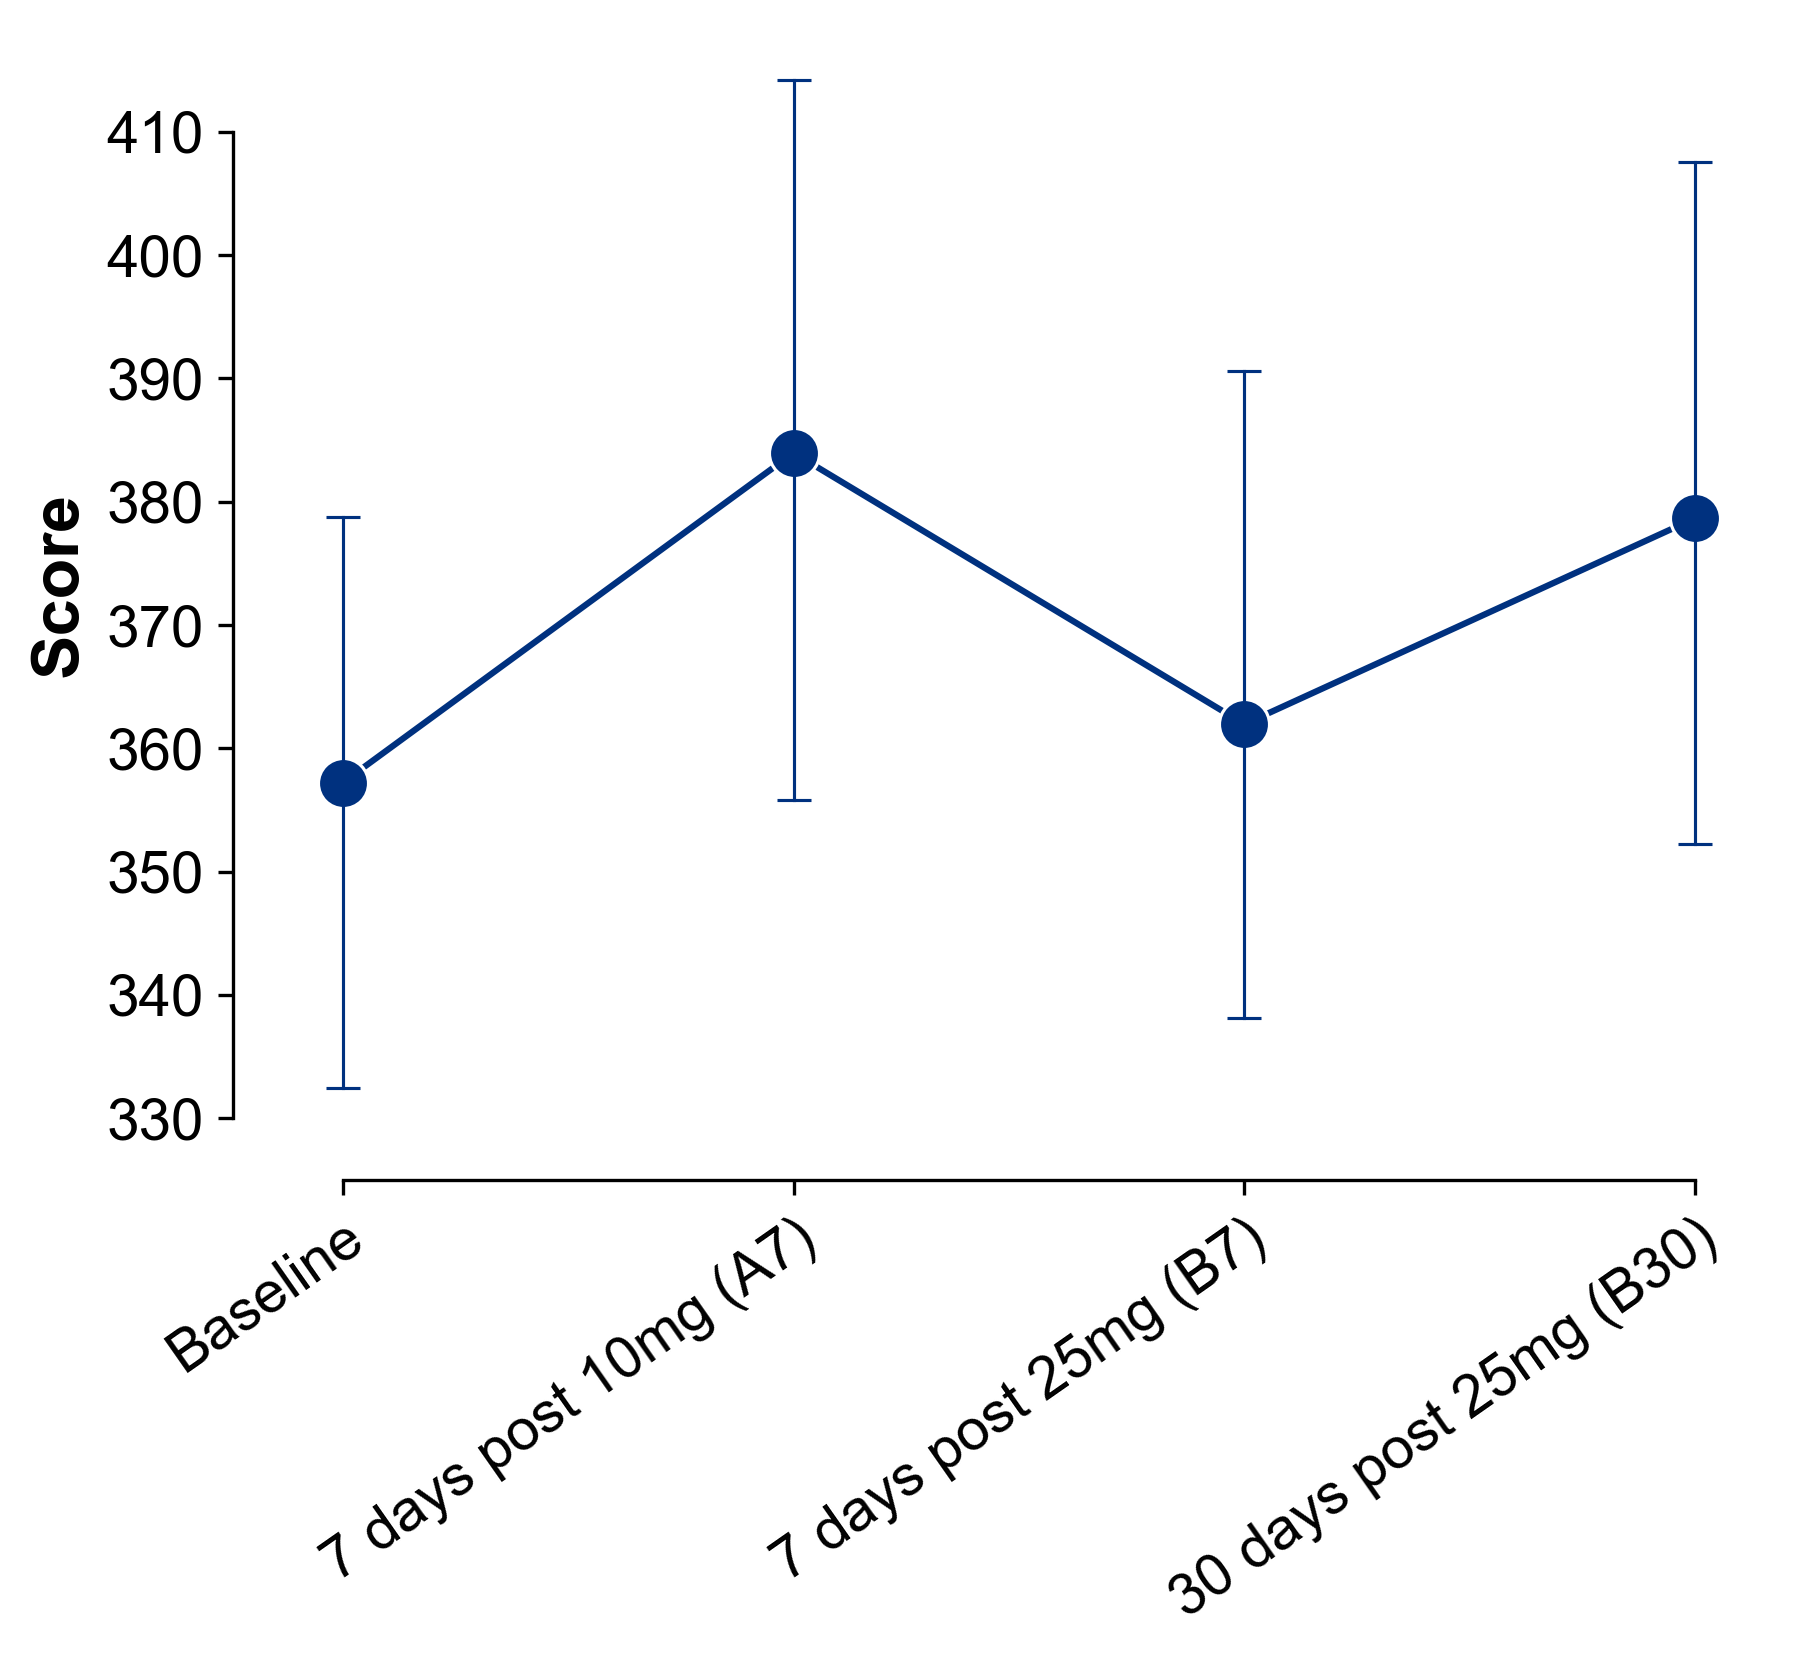 Score
410
400
390
380
370
360
350
340
330
Baseline
7 days post 10mg (A7)
7 days post 25mg (B7)
30 days post 25mg (B30)